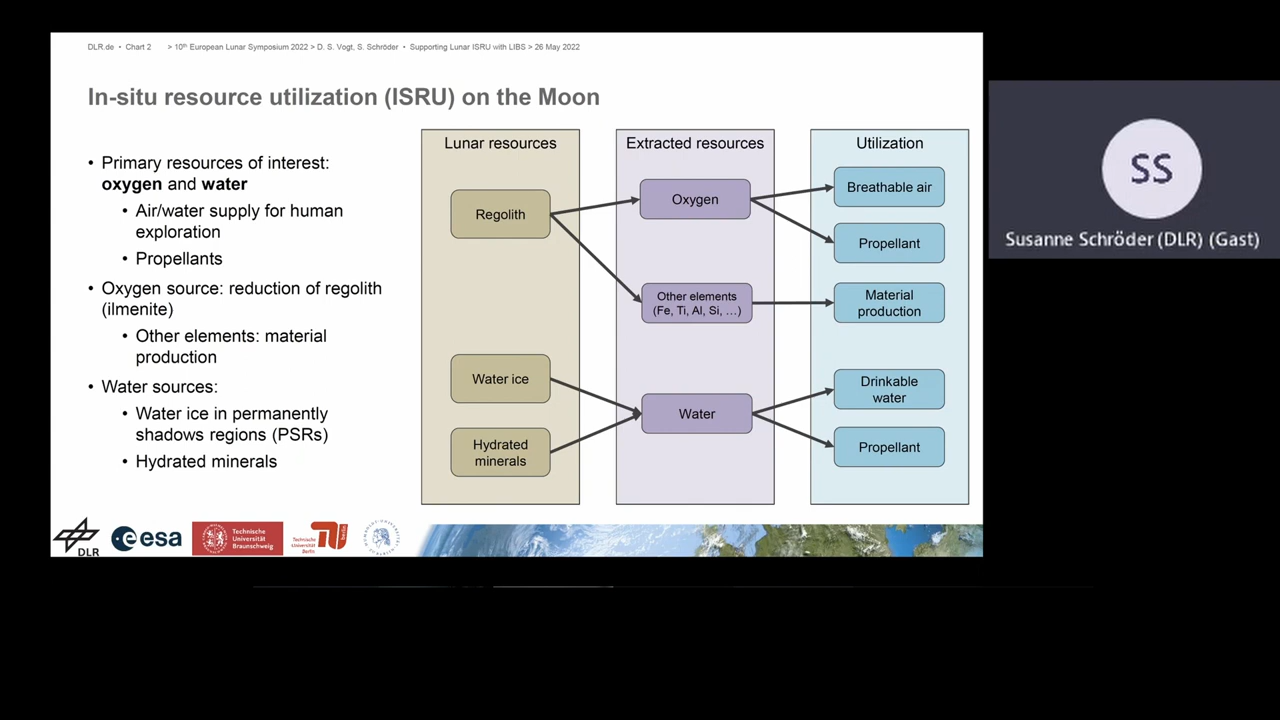 DLR.de • Chart 2 > 10th European Lunar Symposium 2022 > D. S. Vogt, S. Schröder • Supporting Lunar ISRU with LIBS > 26 May 2022
In-situ resource utilization (ISRU) on the Moon
• Primary resources of interest:
oxygen and water
• Air/water supply for human
exploration
• Propellants
• Oxygen source: reduction of regolith
(ilmenite)
• Other elements: material
production
• Water sources:
• Water ice in permanently
shadows regions (PSRs)
• Hydrated minerals
Lunar resources
Regolith
Water ice
Hydrated
minerals
Extracted resources
Oxygen
Other elements
(Fe, Ti, Al, Si, …)
Water
Utilization
Breathable air
Propellant
Material
production
Drinkable
water
Propellant
SS
Susanne Schröder (DLR) (Gast)
DLR
esa
Technische
Universität
Braunschweig
Technische
Universität
Berlin
berlin